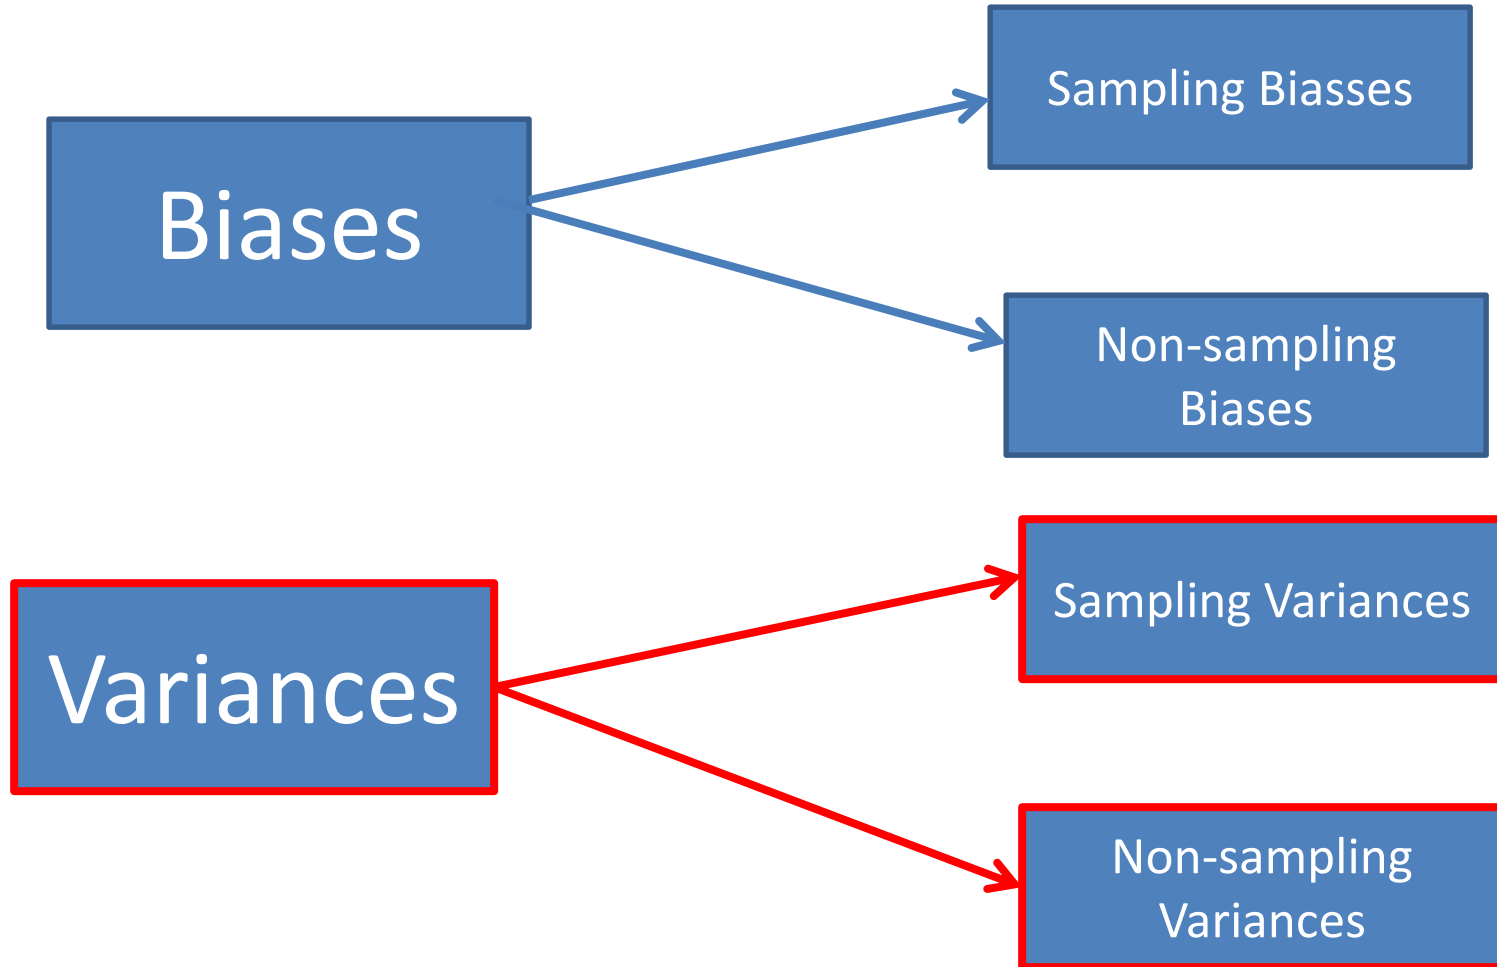 Biases
Sampling Biasses
Non-sampling
Biases
Variances
Sampling Variances
Non-sampling
Variances